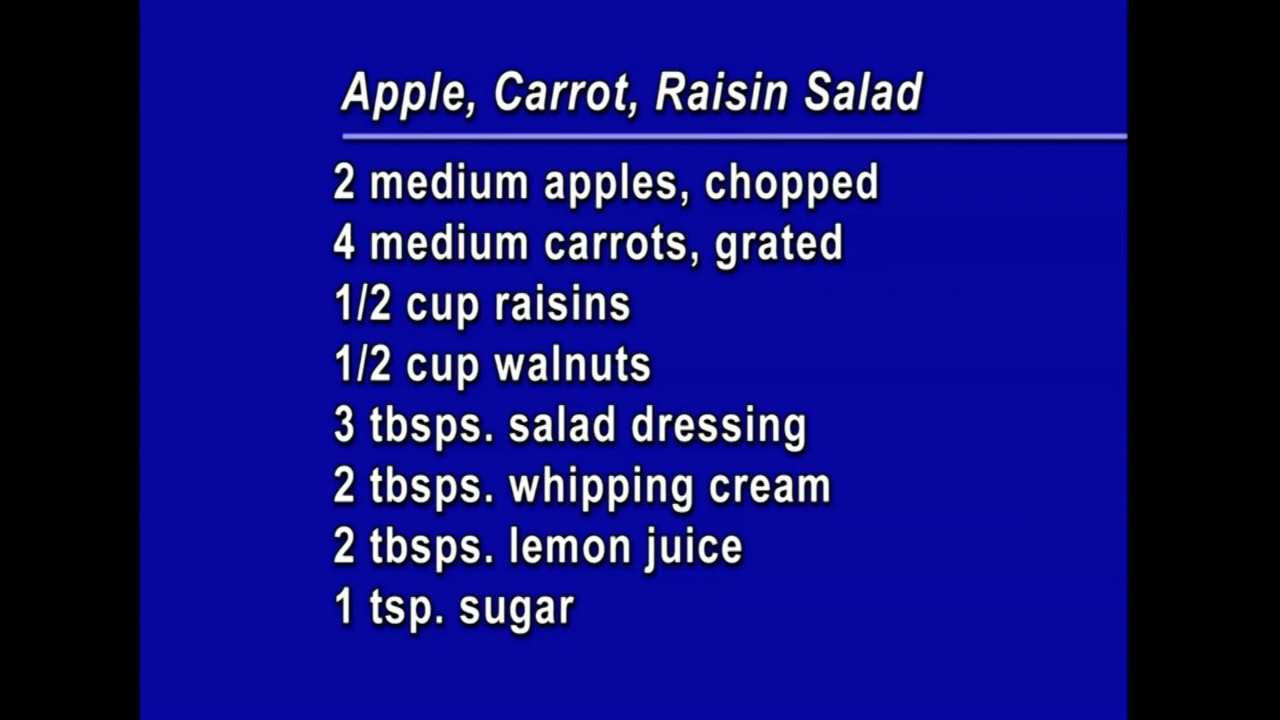 Apple, Carrot, Raisin Salad
2 medium apples, chopped
4 medium carrots, grated
1/2 cup raisins
1/2 cup walnuts
3 tbsps. salad dressing
2 tbsps. whipping cream
2 tbsps. lemon juice
1 tsp. sugar